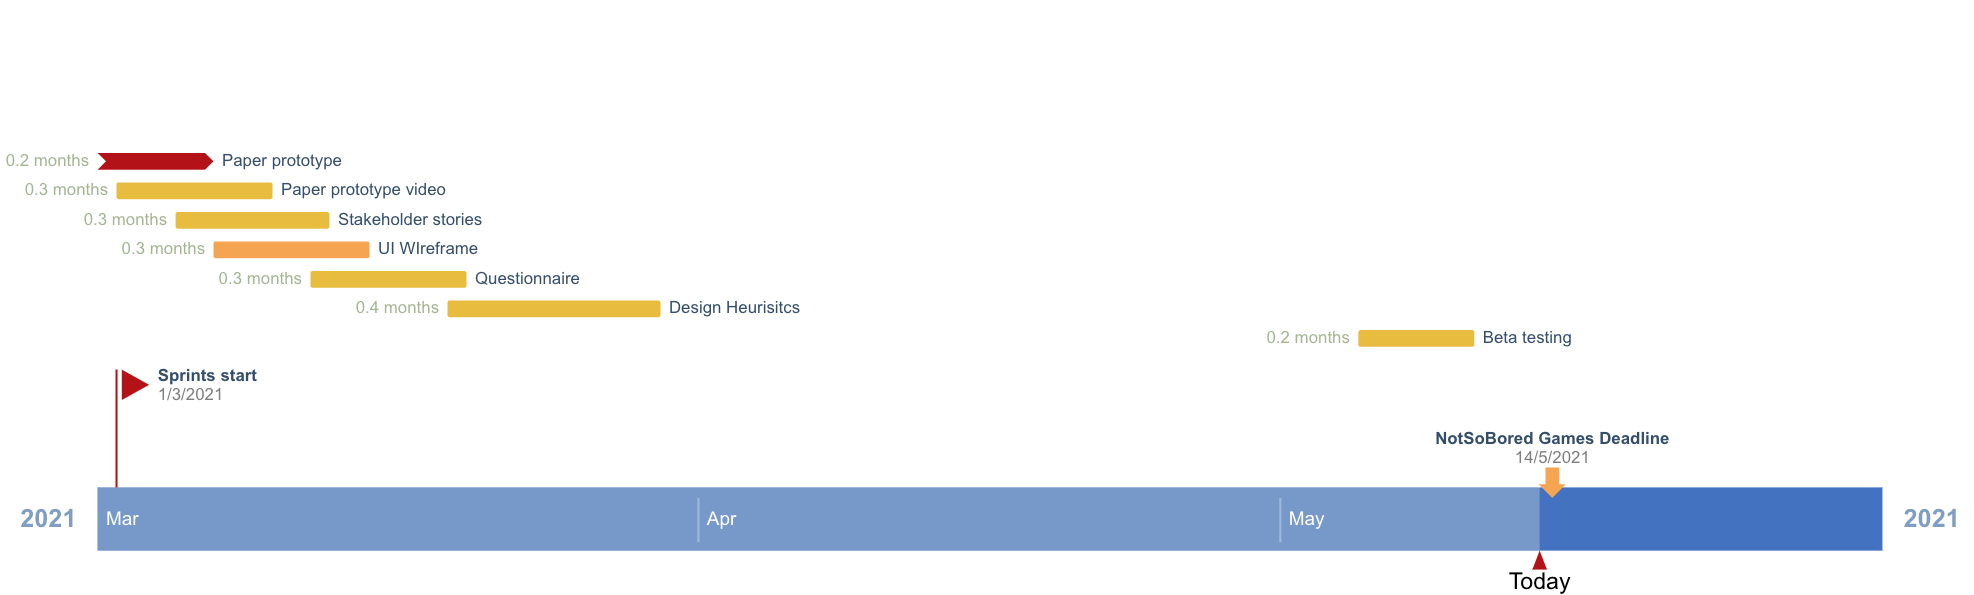 0.2 months Paper prototype
0.3 months Paper prototype video
0.3 months Stakeholder stories
0.3 months UI WIreframe
0.3 months Questionnaire
0.4 months Design Heurisitcs
0.2 months Beta testing
Sprints start
1/3/2021
NotSoBored Games Deadline
14/5/2021
2021 Mar Apr May 2021
Today